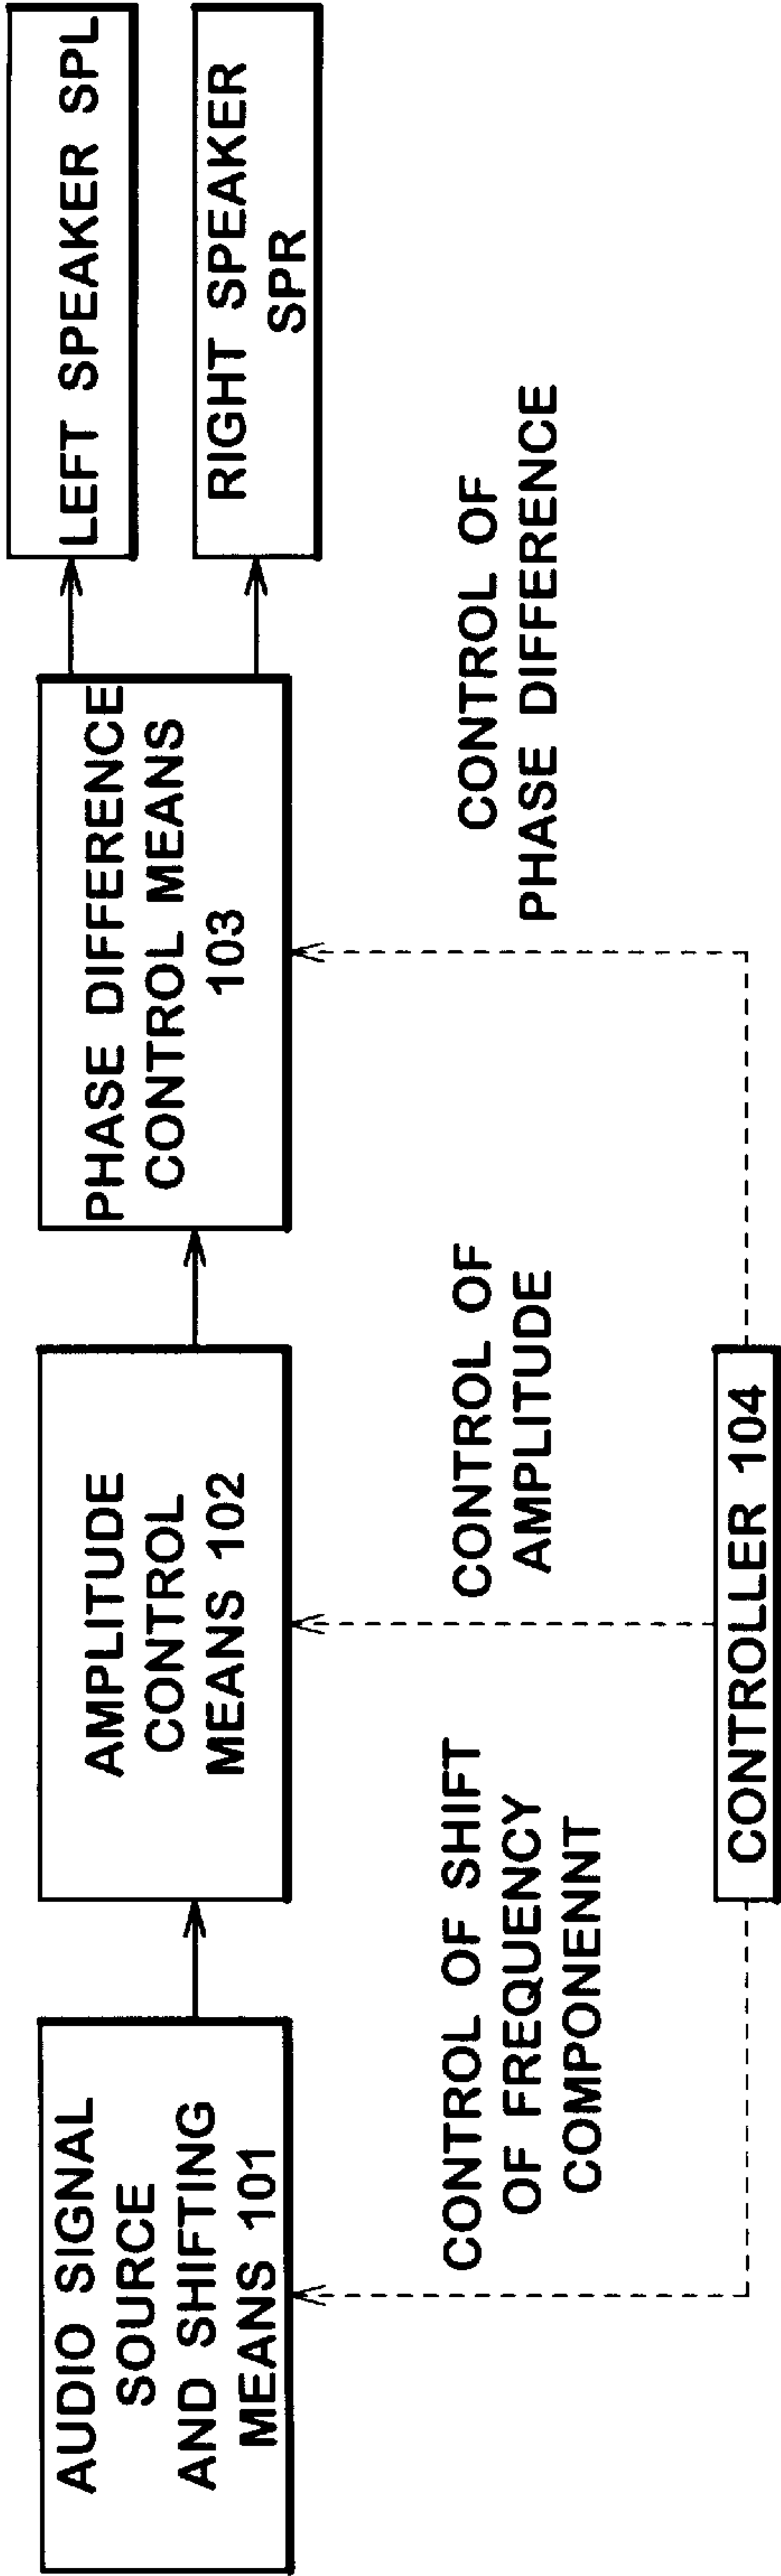 AUDIO SIGNAL
SOURCE
AND SHIFTING
MEANS 101
AMPLITUDE
CONTROL
MEANS 102
PHASE DIFFERENCE
CONTROL MEANS
103
LEFT SPEAKER SPL
RIGHT SPEAKER
SPR
CONTROL OF SHIFT
OF FREQUENCY
COMPONENNT
CONTROL OF
AMPLITUDE
CONTROL OF
PHASE DIFFERENCE
CONTROLLER 104